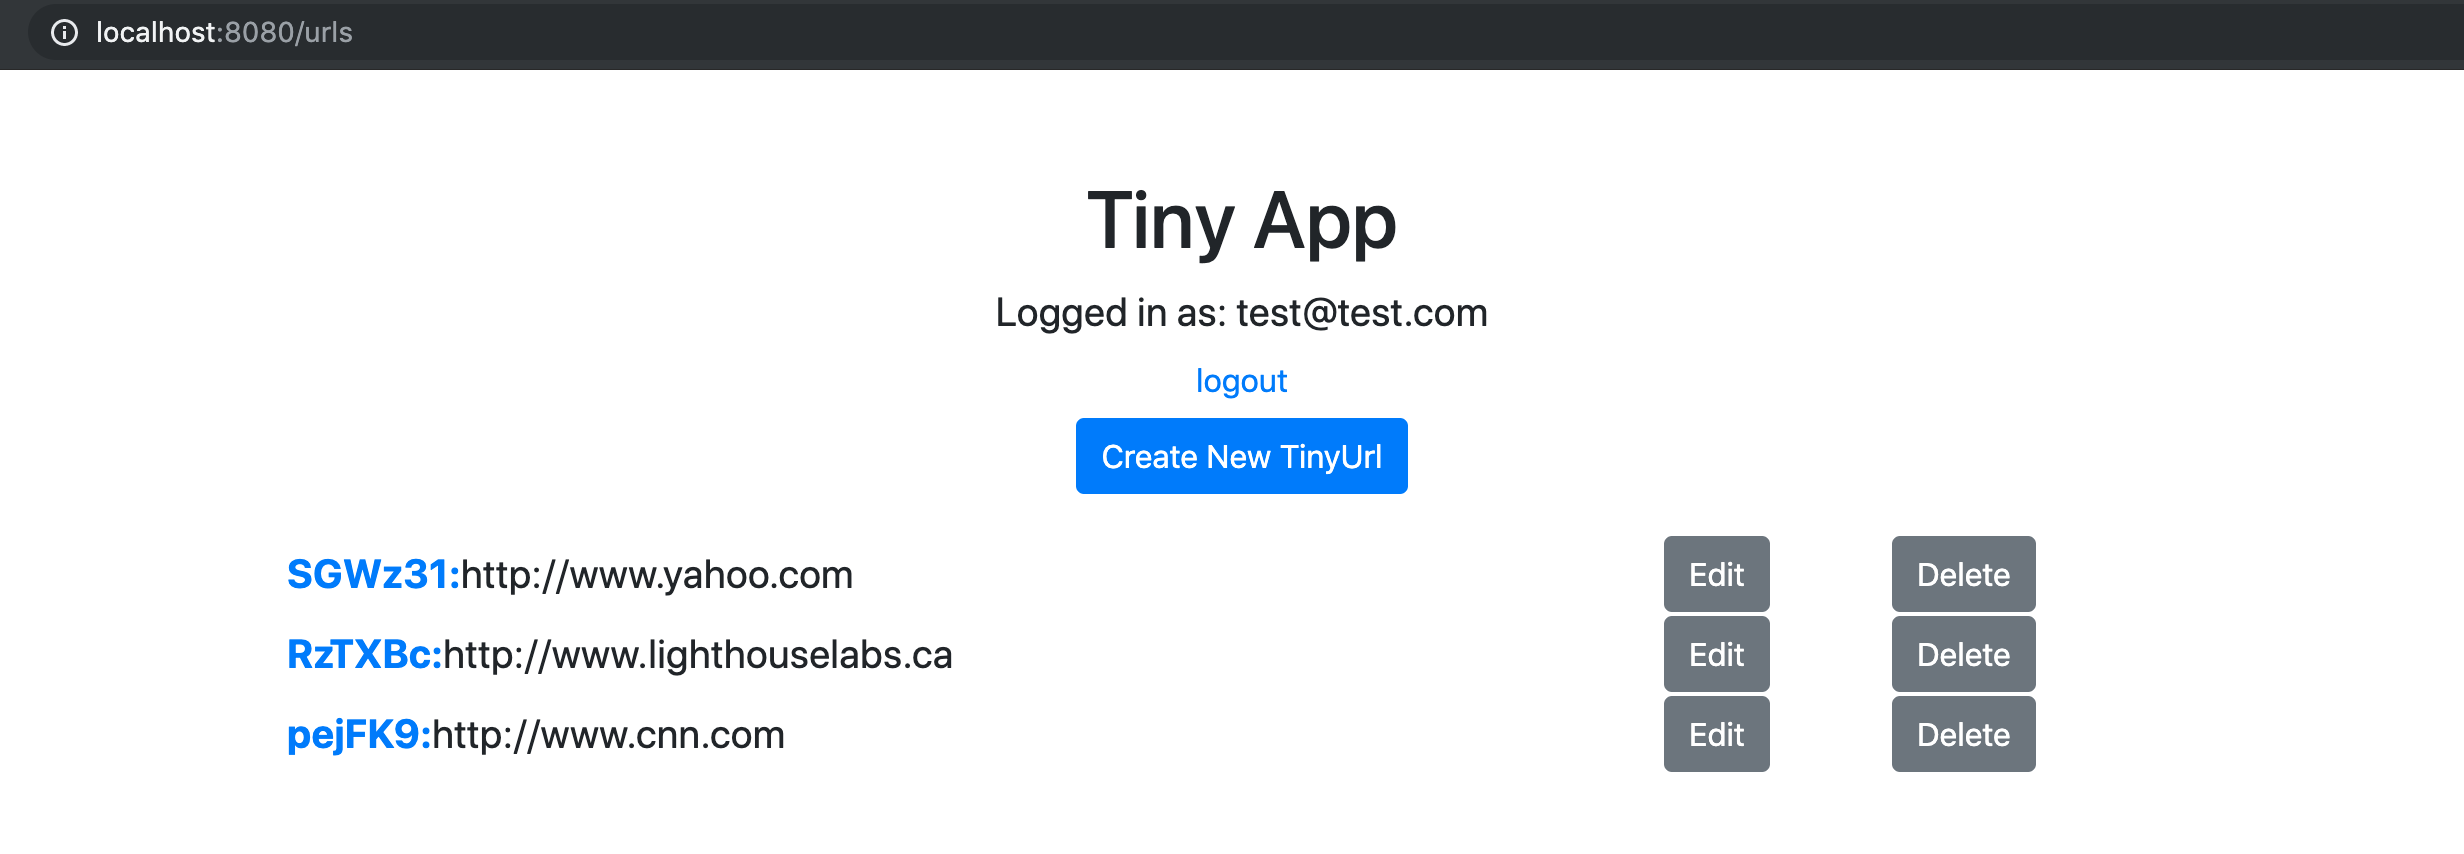 localhost:8080/urls
Tiny App
Logged in as: test@test.com
logout
Create New TinyUrl
SGWz31:http://www.yahoo.com Edit Delete
RzTXBc:http://www.lighthouselabs.ca Edit Delete
pejFK9:http://www.cnn.com Edit Delete